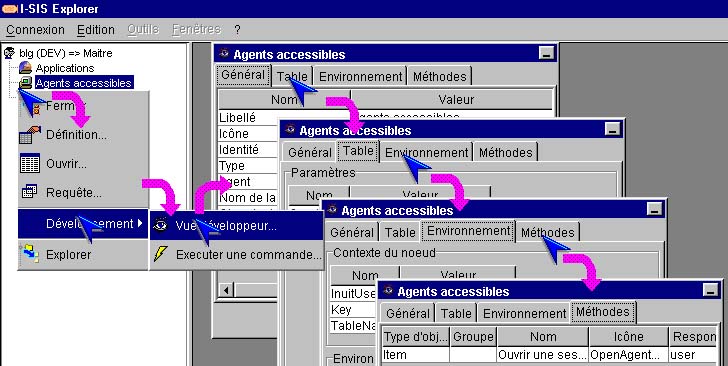 I-SIS Explorer
Connexion Edition Outils Fenêtres ?
blg (DEV) => Maitre
Applications
Agents accessibles
Définition...
Ouvrir...
Requête...
Explorer
Vue développeur...
Executer une commande...
Agents accessibles
Général Table Environnement Méthodes
Nom Valeur
Libellé
Icône
Identité
Type
Agent
Nom de la
Agents accessibles
Général Table Environnement Méthodes
Paramètres
Nom Valeur
Agents accessibles
Général Table Environnement Méthodes
Contexte du noeud
Nom Valeur
InuitUse
Key
TableNa
Environ
Agents accessibles
Général Table Environnement Méthodes
Type d'obj... Groupe Nom Icône Respon
Item Ouvrir une ses... OpenAgent... user